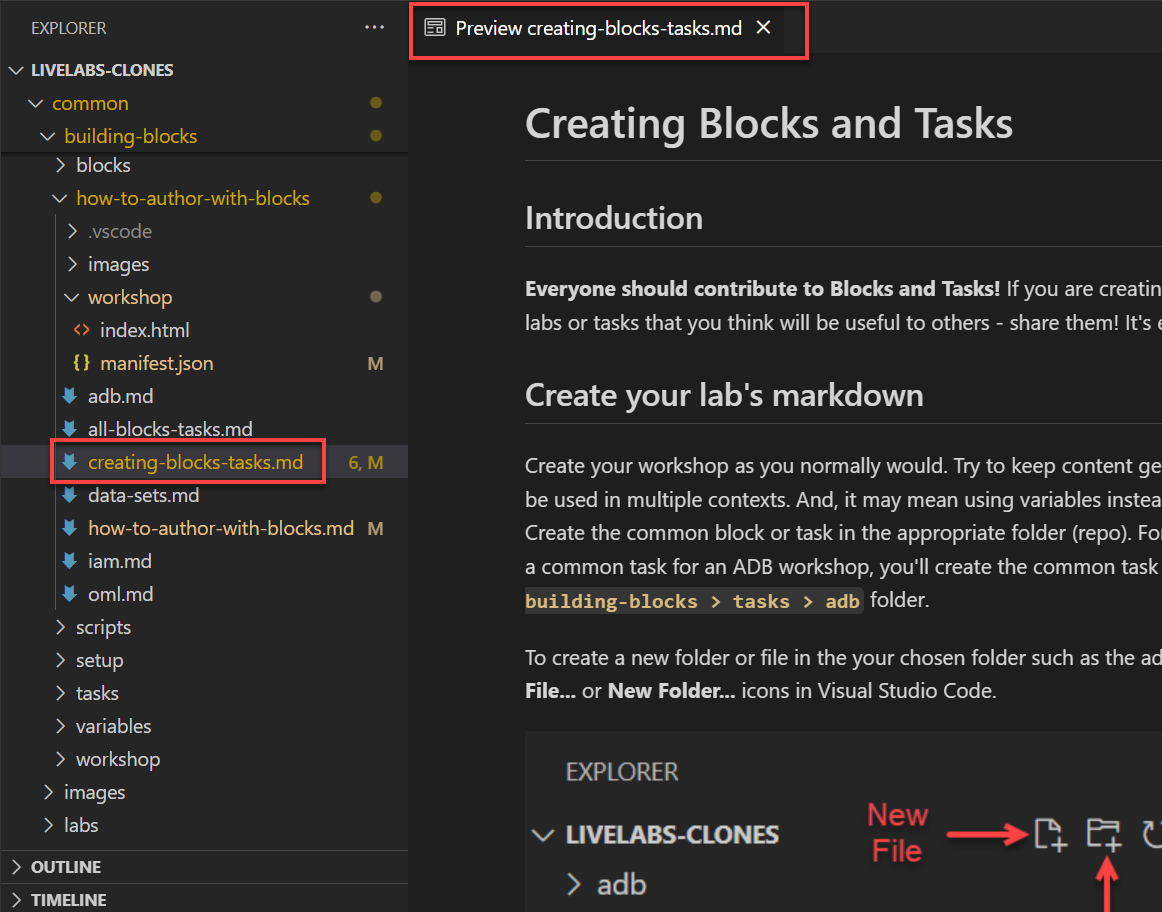 EXPLORER
LIVELABS-CLONES
common
building-blocks
blocks
how-to-author-with-blocks
.vscode
images
workshop
index.html
manifest.json M
adb.md
all-blocks-tasks.md
creating-blocks-tasks.md 6, M
data-sets.md
how-to-author-with-blocks.md M
iam.md
oml.md
scripts
setup
tasks
variables
workshop
images
labs
OUTLINE
TIMELINE
Preview creating-blocks-tasks.md
Creating Blocks and Tasks
Introduction
Everyone should contribute to Blocks and Tasks! If you are creatin
labs or tasks that you think will be useful to others - share them! It's e
Create your lab's markdown
Create your workshop as you normally would. Try to keep content ge
be used in multiple contexts. And, it may mean using variables instea
Create the common block or task in the appropriate folder (repo). For
a common task for an ADB workshop, you'll create the common task
building-blocks > tasks > adb folder.
To create a new folder or file in the your chosen folder such as the ad
File... or New Folder... icons in Visual Studio Code.
EXPLORER
LIVELABS-CLONES
adb
New
File